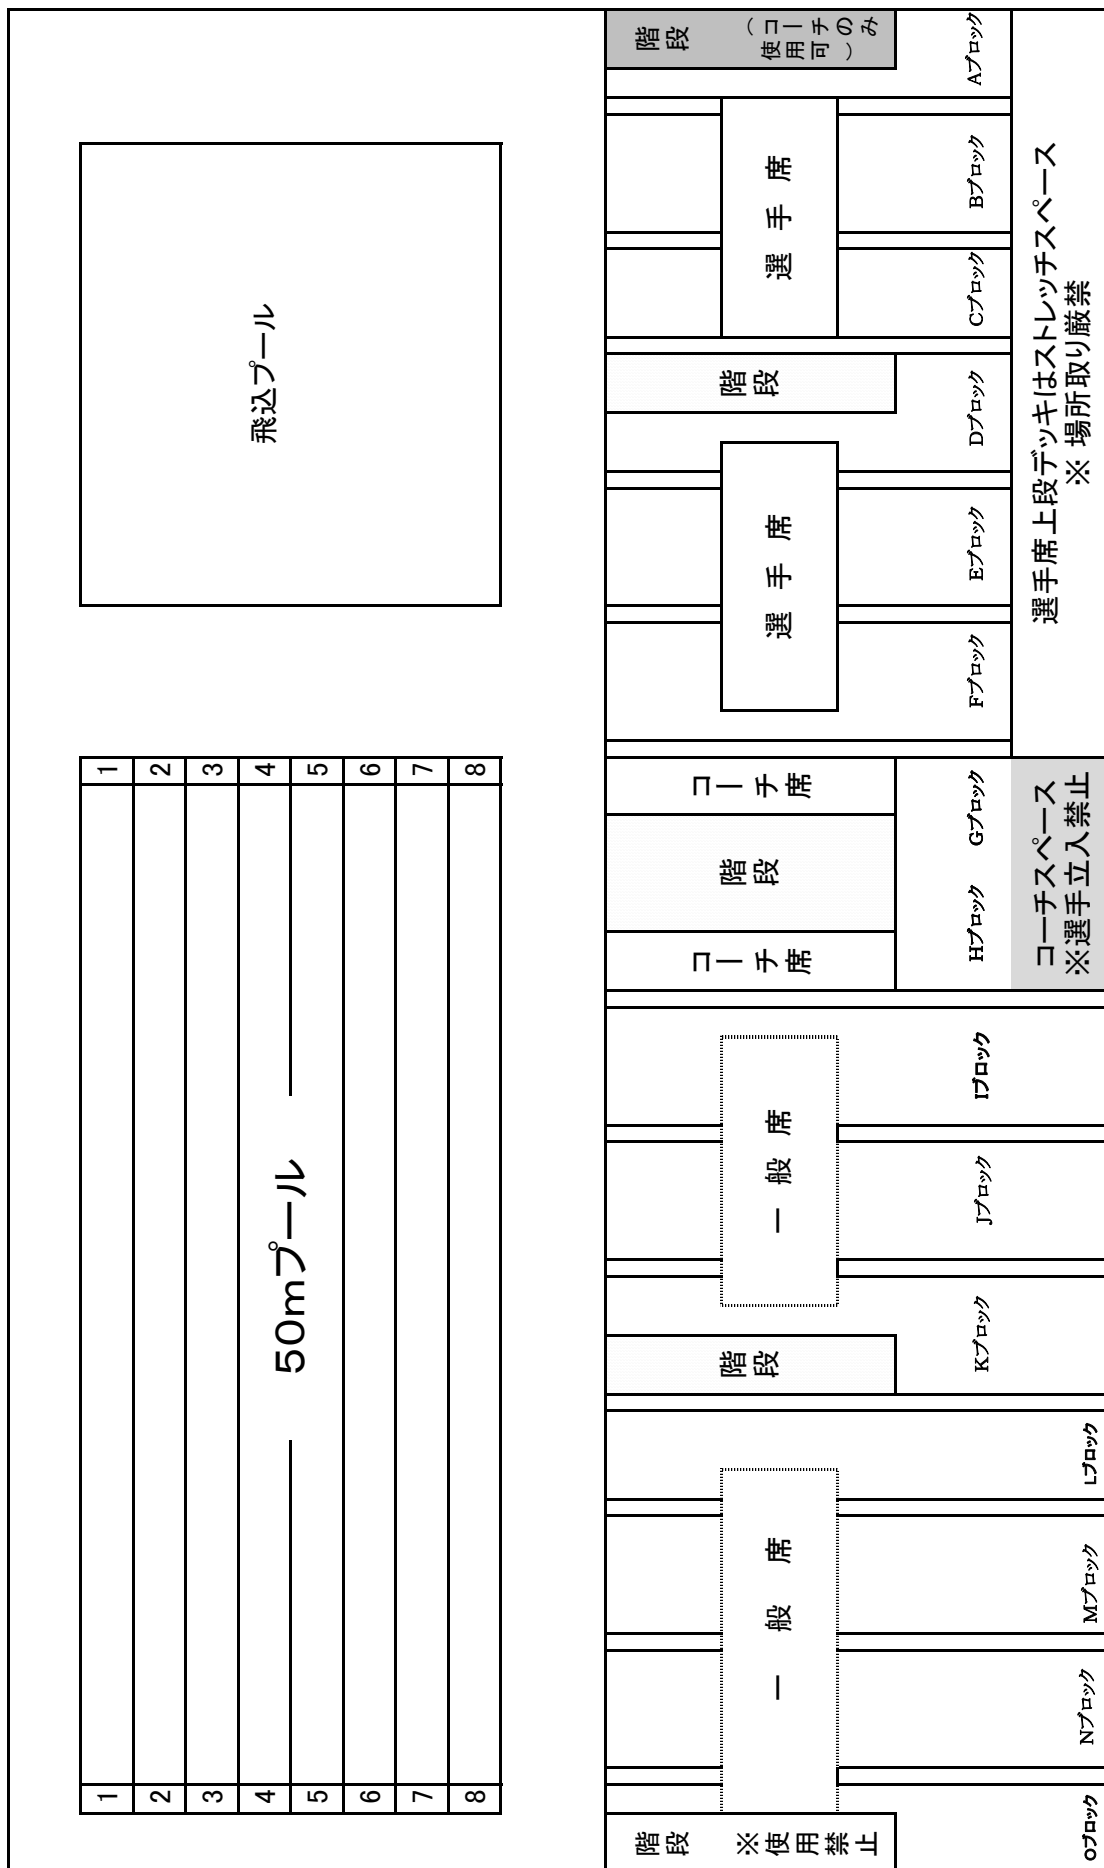 階段 (コーチのみ
使用可)
Aブロック
選手席
Bブロック
Cブロック
階段
Dブロック
選手席
Eブロック
Fブロック
選手席上段デッキはストレッチスペース
※ 場所取り厳禁
飛込プール
1
2
3
4
5
6
7
8
50mプール
1
2
3
4
5
6
7
8
コーチ席
Gブロック
階段
Hブロック
コーチ席
コーチスペース
※選手立入禁止
Iブロック
一般席
Jブロック
Kブロック
階段
Lブロック
一般席
Mブロック
Nブロック
階段 ※使用禁止
Oブロック